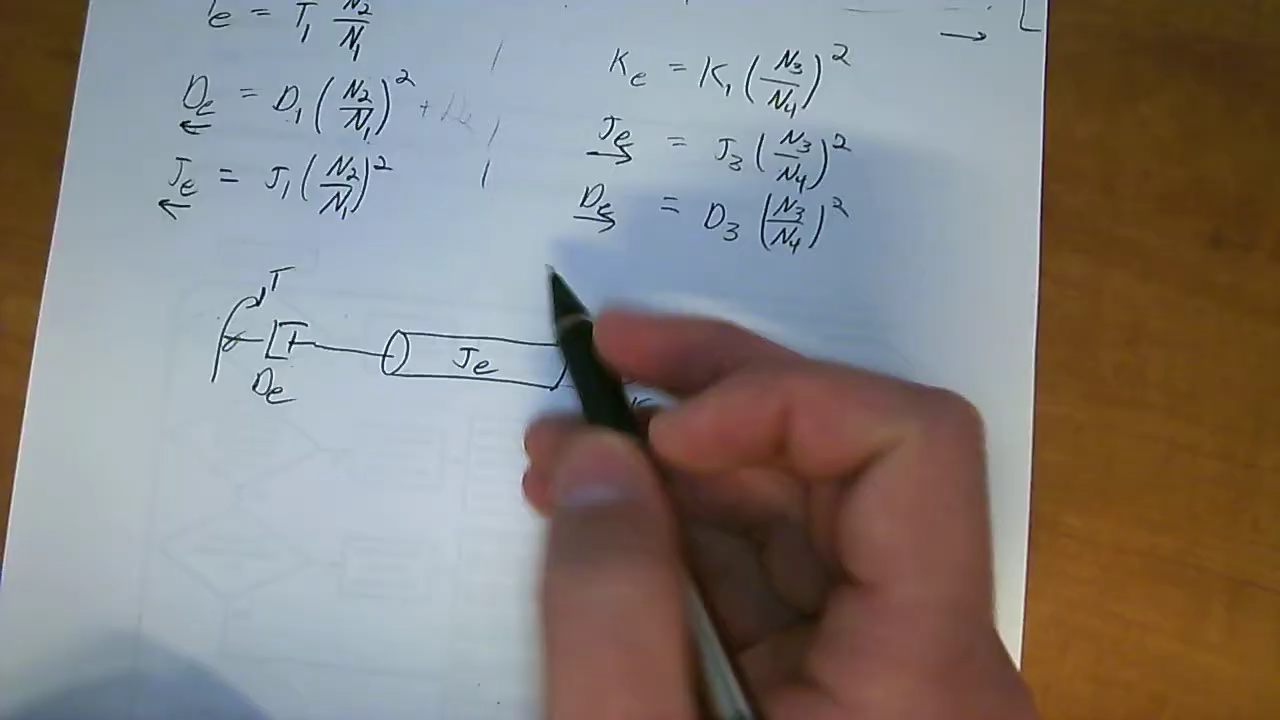 Te = T1 N2/N1
De = D1 (N2/N1)^2
← 
Je = J1 (N2/N1)^2
←
→
Ke = K1 (N3/N4)^2
Je = J3 (N3/N4)^2
→
De = D3 (N3/N4)^2
→
T
De
Je
K